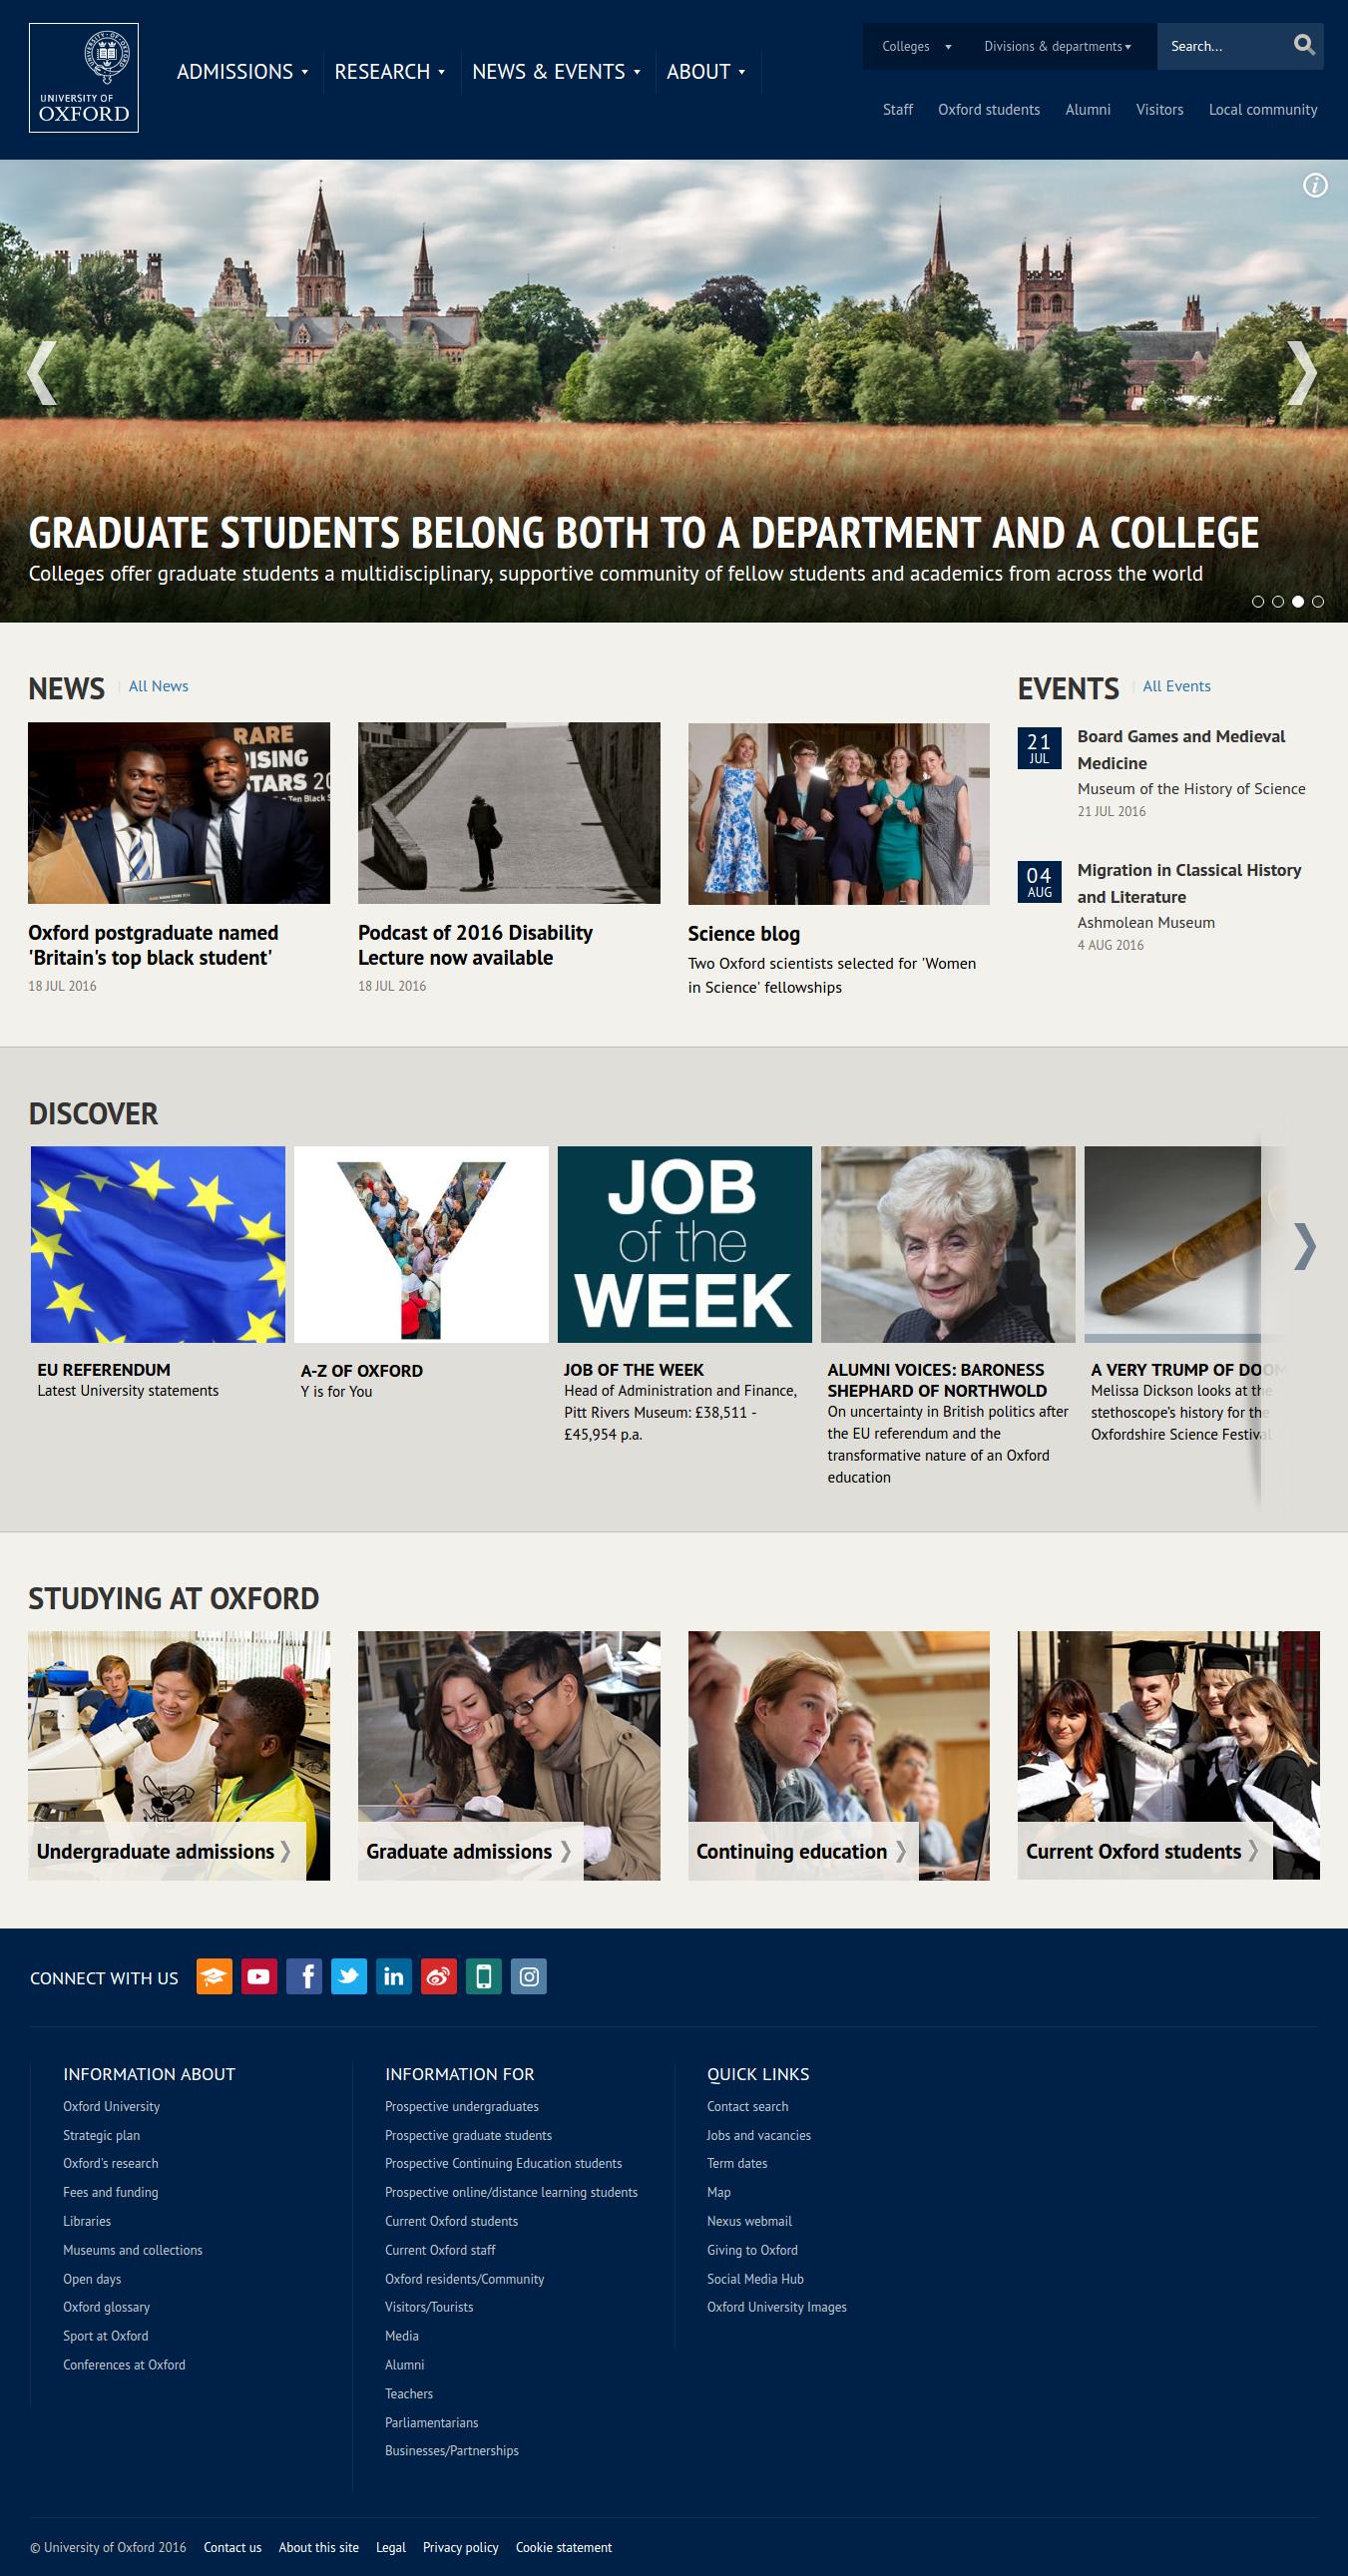 UNIVERSITY OF
OXFORD
ADMISSIONS
RESEARCH
NEWS & EVENTS
ABOUT
Colleges
Divisions & departments
Search...
Staff
Oxford students
Alumni
Visitors
Local community
GRADUATE STUDENTS BELONG BOTH TO A DEPARTMENT AND A COLLEGE
Colleges offer graduate students a multidisciplinary, supportive community of fellow students and academics from across the world
NEWS
All News
RARE
RISING
STARS 20
Ten Black S
Oxford postgraduate named
'Britain's top black student'
18 JUL 2016
Podcast of 2016 Disability
Lecture now available
18 JUL 2016
Science blog
Two Oxford scientists selected for 'Women
in Science' fellowships
EVENTS
All Events
21
JUL
Board Games and Medieval
Medicine
Museum of the History of Science
21 JUL 2016
04
AUG
Migration in Classical History
and Literature
Ashmolean Museum
4 AUG 2016
DISCOVER
EU REFERENDUM
Latest University statements
Y
A-Z OF OXFORD
Y is for You
JOB
of the
WEEK
JOB OF THE WEEK
Head of Administration and Finance,
Pitt Rivers Museum: £38,511 -
£45,954 p.a.
ALUMNI VOICES: BARONESS
SHEPHARD OF NORTHWOLD
On uncertainty in British politics after
the EU referendum and the
transformative nature of an Oxford
education
A VERY TRUMP OF DOOM
Melissa Dickson looks at the
stethoscope's history for the
Oxfordshire Science Festival
STUDYING AT OXFORD
Undergraduate admissions
Graduate admissions
Continuing education
Current Oxford students
CONNECT WITH US
INFORMATION ABOUT
Oxford University
Strategic plan
Oxford's research
Fees and funding
Libraries
Museums and collections
Open days
Oxford glossary
Sport at Oxford
Conferences at Oxford
INFORMATION FOR
Prospective undergraduates
Prospective graduate students
Prospective Continuing Education students
Prospective online/distance learning students
Current Oxford students
Current Oxford staff
Oxford residents/Community
Visitors/Tourists
Media
Alumni
Teachers
Parliamentarians
Businesses/Partnerships
QUICK LINKS
Contact search
Jobs and vacancies
Term dates
Map
Nexus webmail
Giving to Oxford
Social Media Hub
Oxford University Images
© University of Oxford 2016
Contact us
About this site
Legal
Privacy policy
Cookie statement